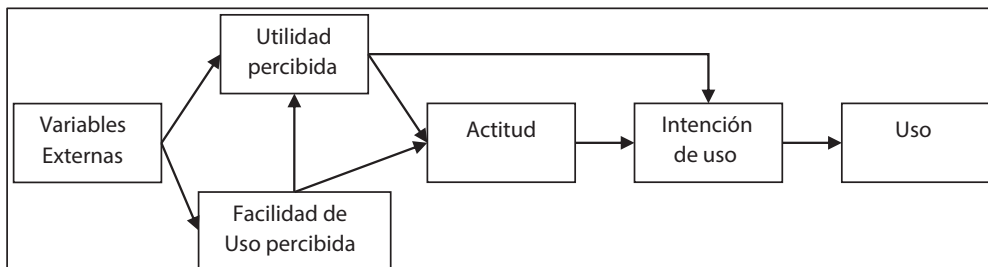 Utilidad
percibida
Variables
Externas
Facilidad de
Uso percibida
Actitud
Intención
de uso
Uso